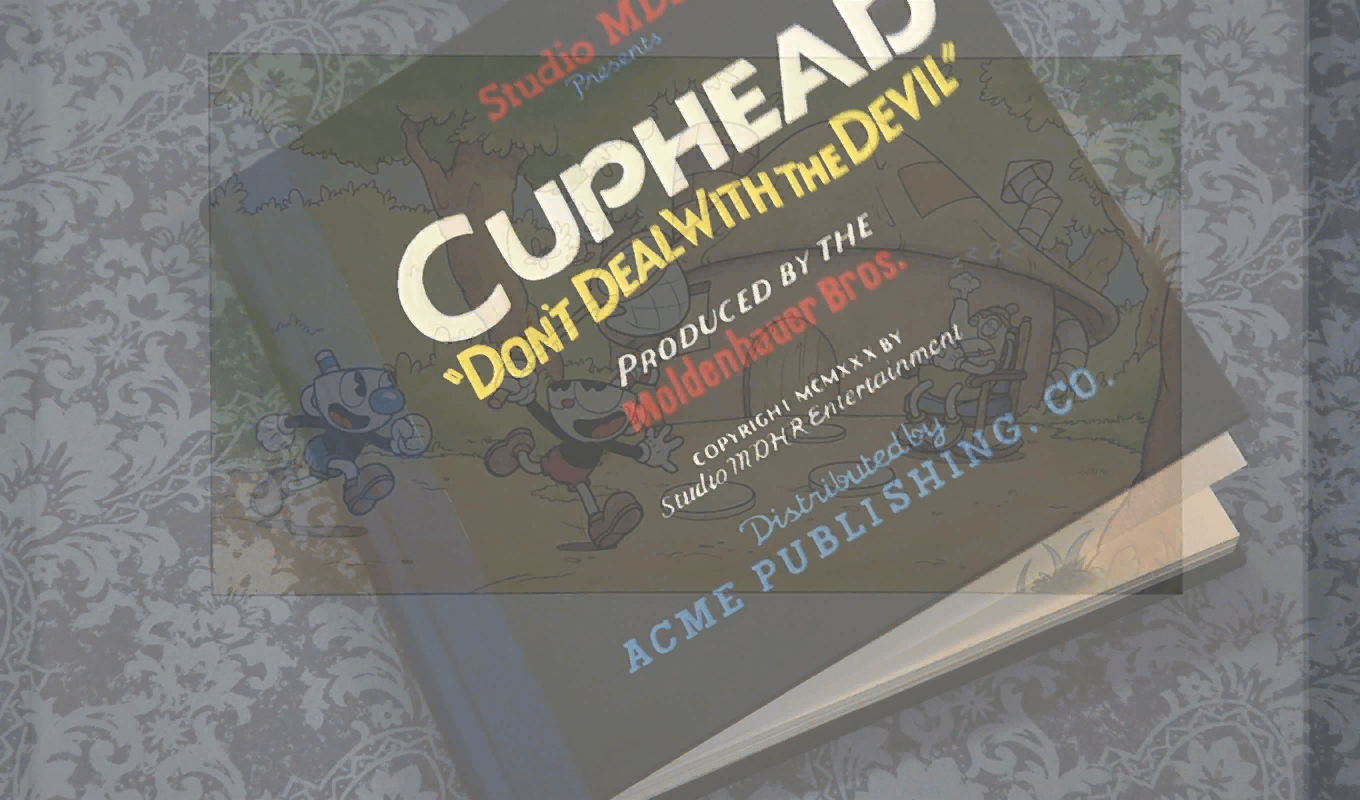 Studio MD
Presents
CUPHEAD
"DON'T DEAL WITH THE DEVIL"
PRODUCED BY THE
Moldenhauer Bros.
COPYRIGHT MCMXXX BY
Studio MDHR Entertainment
Distributed by
ACME PUBLISHING. CO.
z z z z